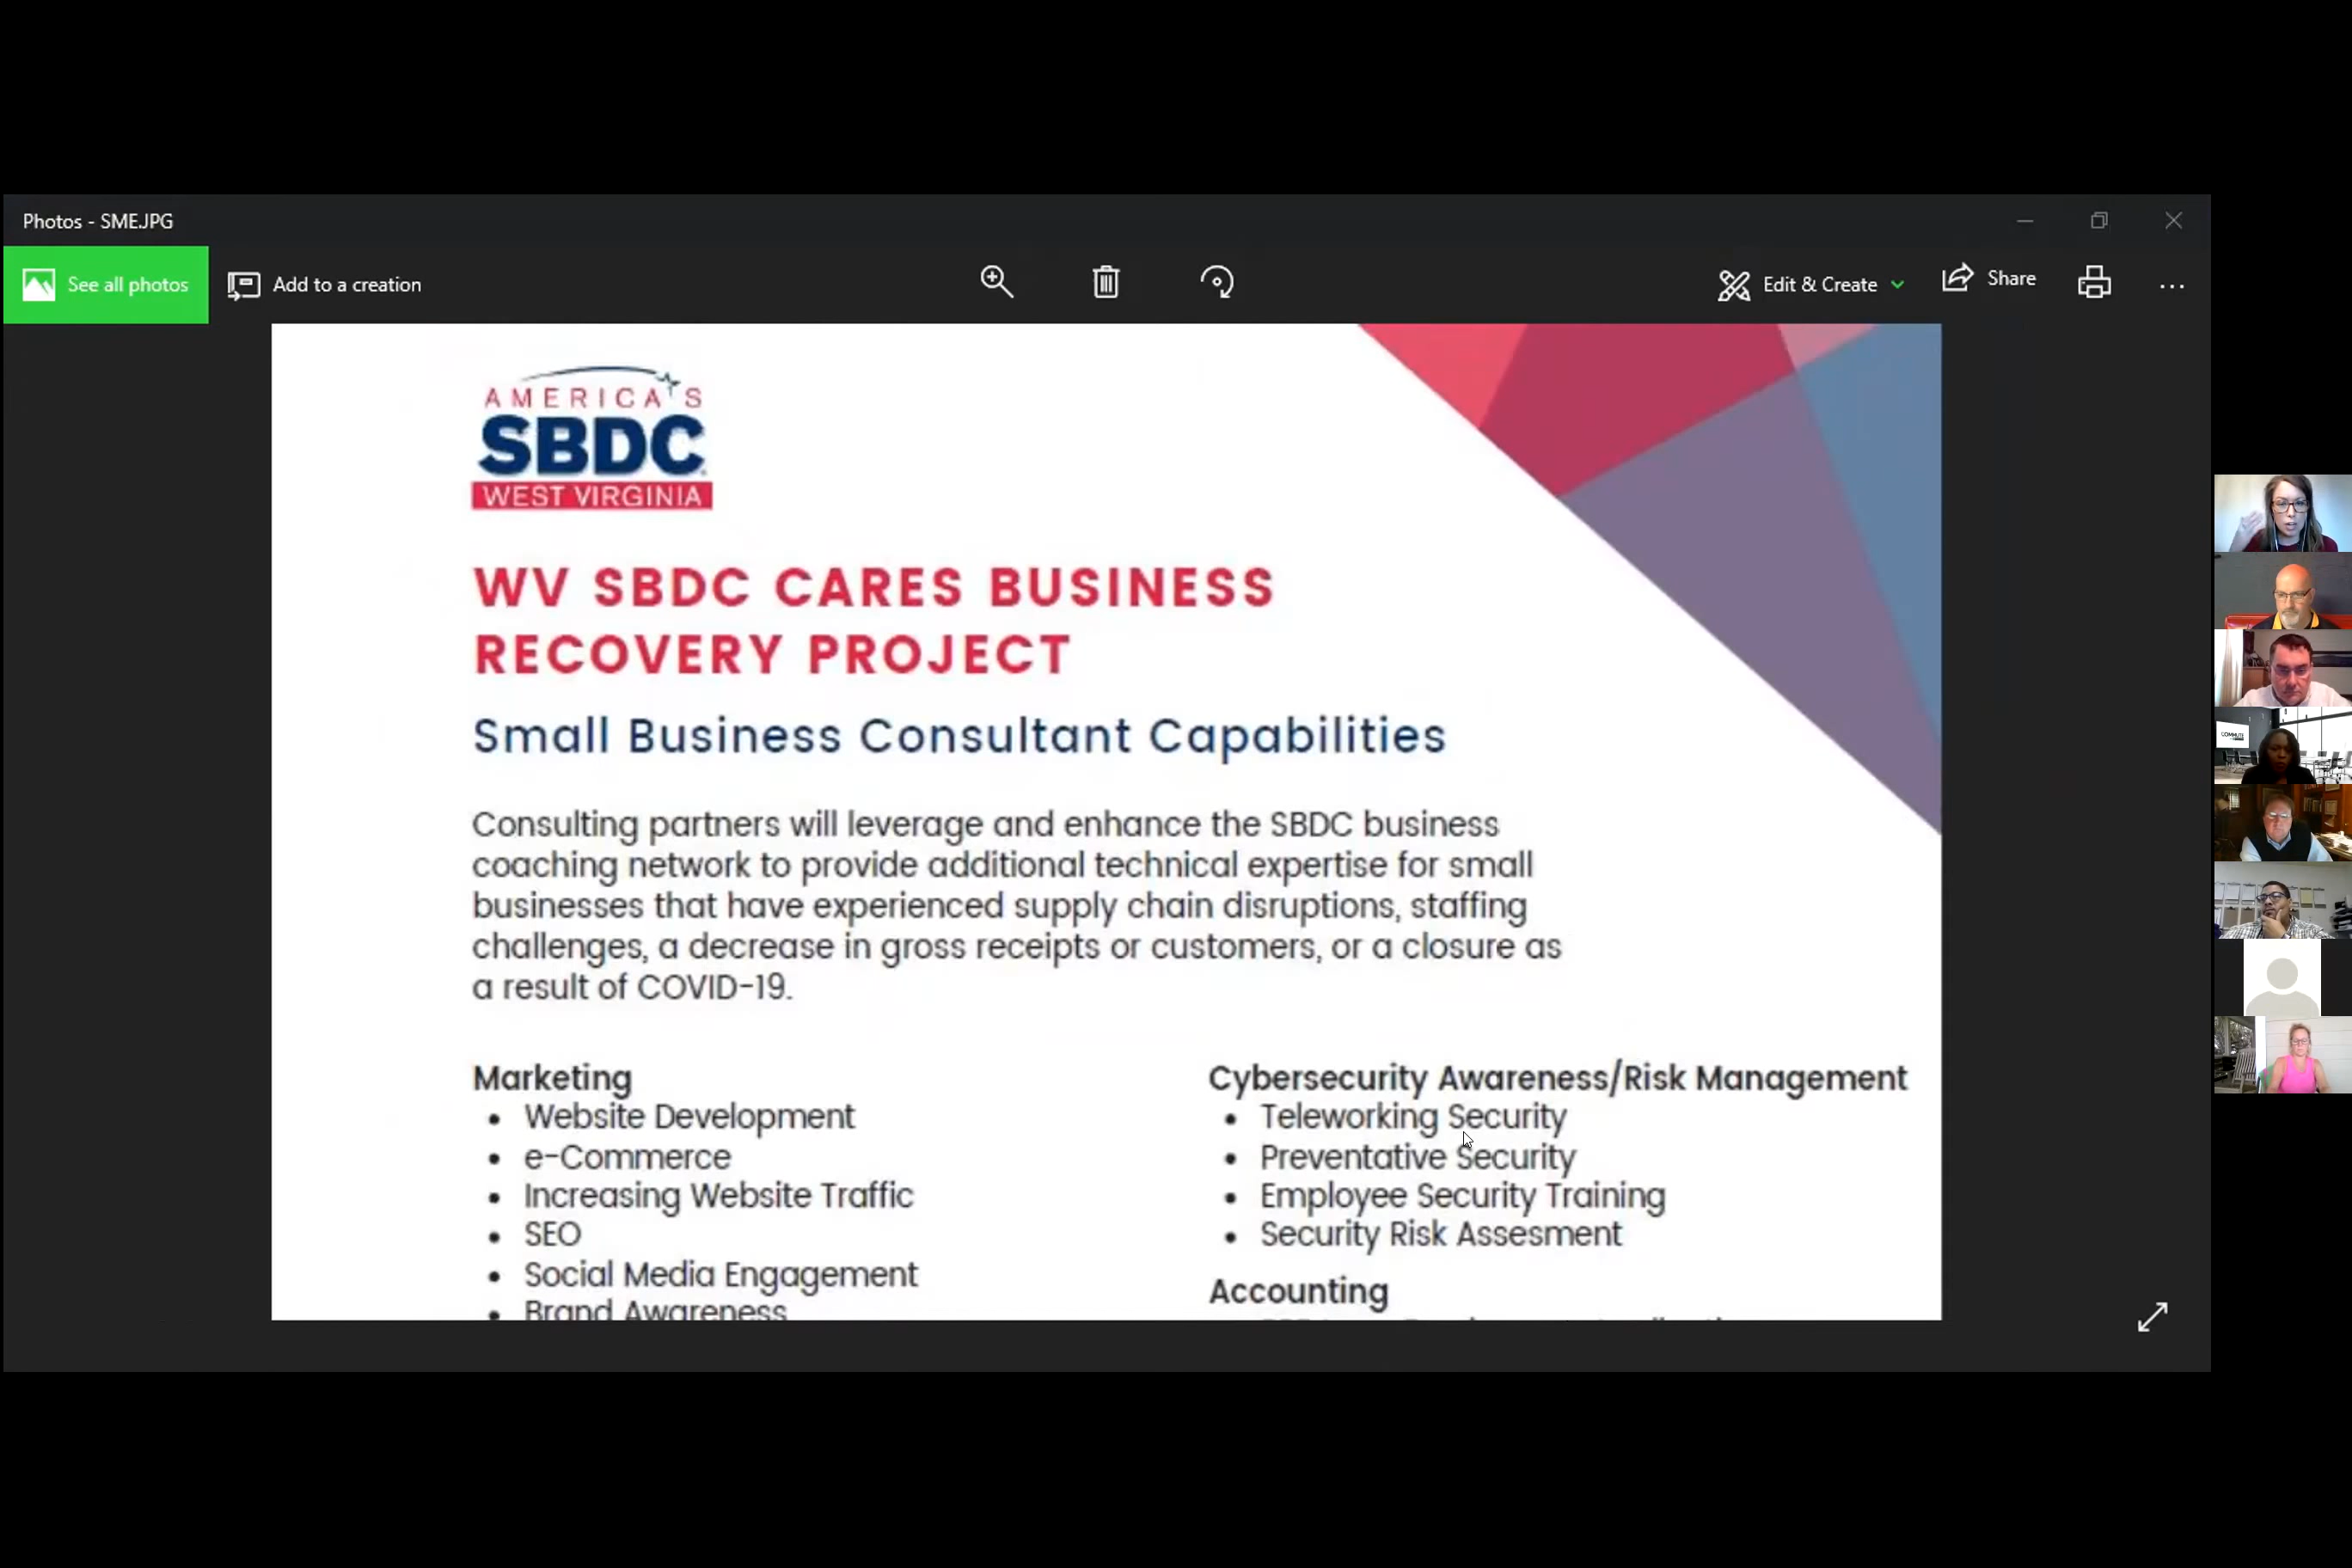 Photos - SME.JPG
See all photos
Add to a creation
Edit & Create
Share
AMERICA'S
SBDC
WEST VIRGINIA
WV SBDC CARES BUSINESS
RECOVERY PROJECT
Small Business Consultant Capabilities
Consulting partners will leverage and enhance the SBDC business
coaching network to provide additional technical expertise for small
businesses that have experienced supply chain disruptions, staffing
challenges, a decrease in gross receipts or customers, or a closure as
a result of COVID-19.
Marketing
• Website Development
• e-Commerce
• Increasing Website Traffic
• SEO
• Social Media Engagement
• Brand Awareness
Cybersecurity Awareness/Risk Management
• Teleworking Security
• Preventative Security
• Employee Security Training
• Security Risk Assesment
Accounting